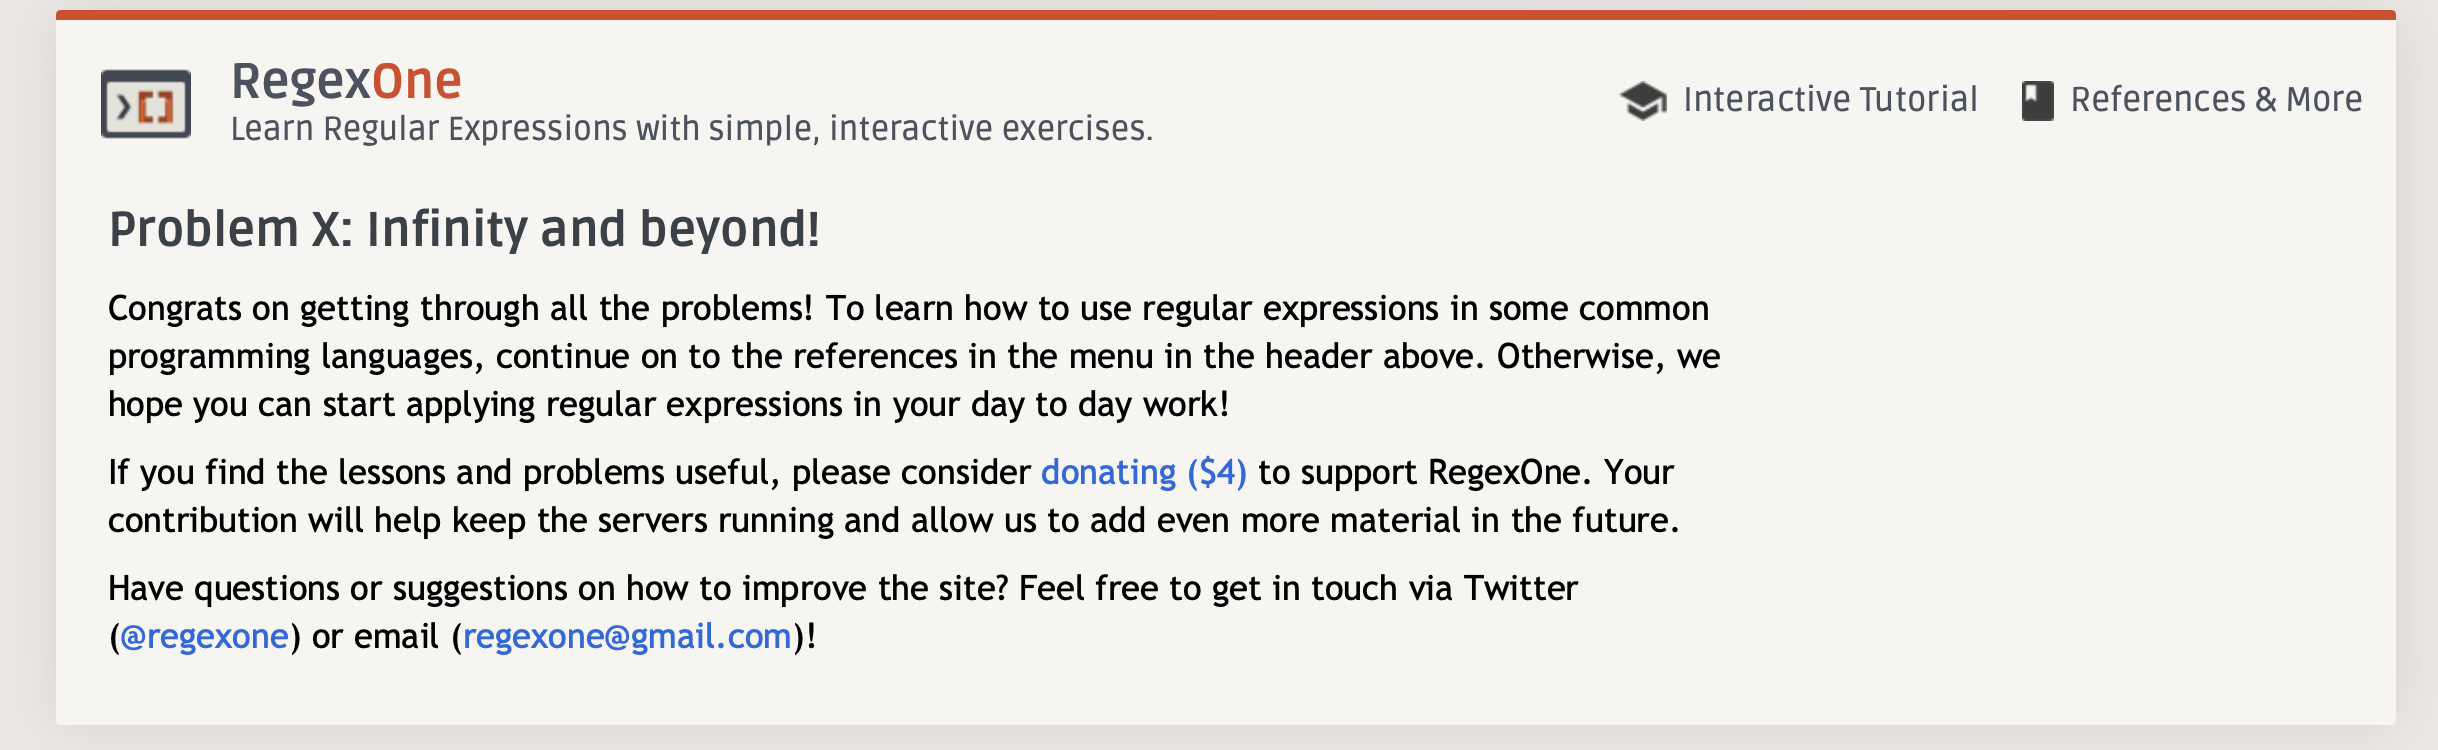 RegexOne
Learn Regular Expressions with simple, interactive exercises.
Interactive Tutorial
References & More
Problem X: Infinity and beyond!
Congrats on getting through all the problems! To learn how to use regular expressions in some common
programming languages, continue on to the references in the menu in the header above. Otherwise, we
hope you can start applying regular expressions in your day to day work!
If you find the lessons and problems useful, please consider donating ($4) to support RegexOne. Your
contribution will help keep the servers running and allow us to add even more material in the future.
Have questions or suggestions on how to improve the site? Feel free to get in touch via Twitter
(@regexone) or email (regexone@gmail.com)!